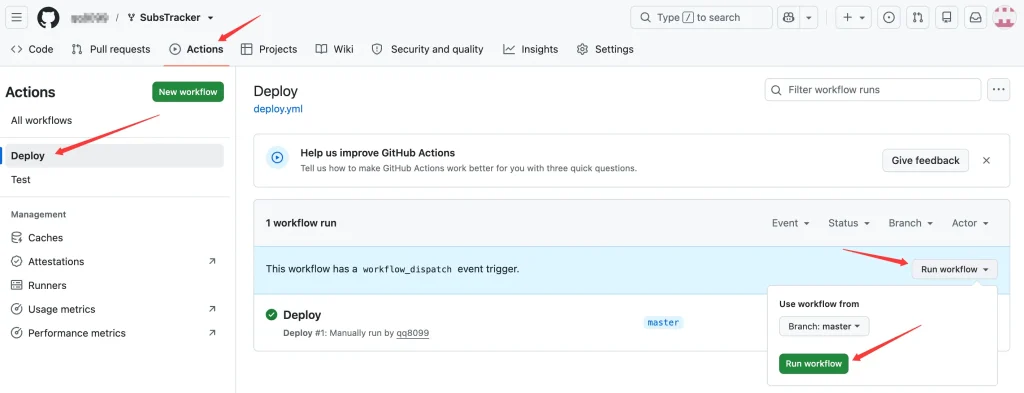 / SubsTracker
Type / to search
Code
Pull requests
Actions
Projects
Wiki
Security and quality
Insights
Settings
Actions
New workflow
All workflows
Deploy
Test
Management
Caches
Attestations
Runners
Usage metrics
Performance metrics
Deploy
deploy.yml
Filter workflow runs
Help us improve GitHub Actions
Tell us how to make GitHub Actions work better for you with three quick questions.
Give feedback
1 workflow run
Event
Status
Branch
Actor
This workflow has a workflow_dispatch event trigger.
Run workflow
Deploy
Deploy #1: Manually run by qq8099
master
Use workflow from
Branch: master
Run workflow